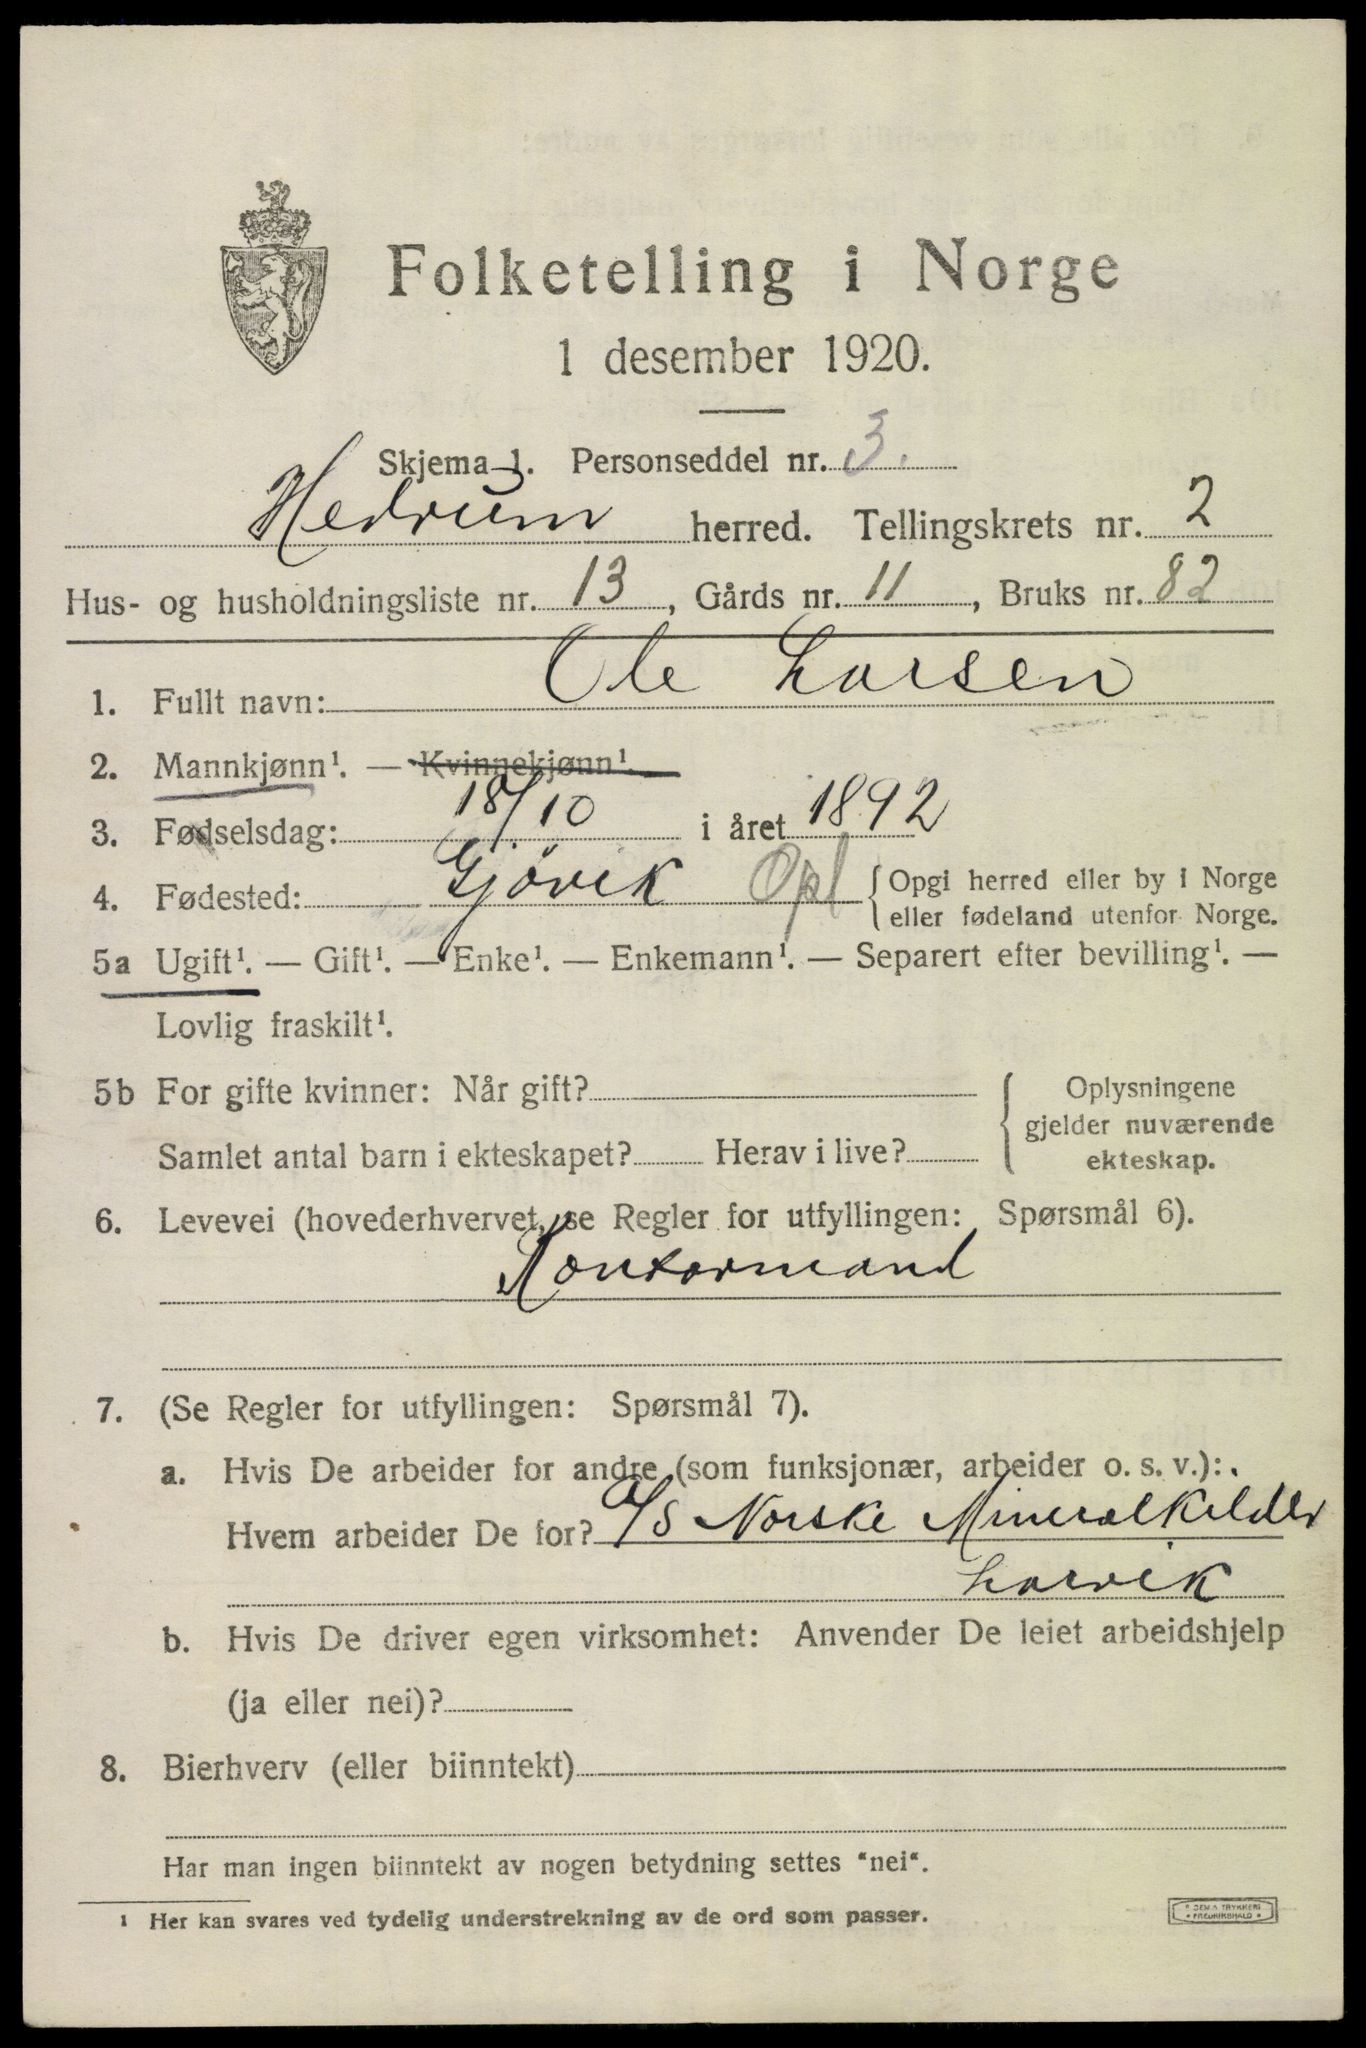 Folketelling i Norge
1 desember 1920.
Skjema 1. Personseddel nr. 3.
Hedrum herred. Tellingskrets nr. 2
Hus- og husholdningsliste nr. 13, Gårds nr. 11, Bruks nr. 82
1. Fullt navn: Ole Larsen
2. Mannkjønn¹. — Kvinnekjønn¹.
3. Fødselsdag: 18/10 i året 1892
4. Fødested: Gjövik Opl {Opgi herred eller by i Norge
eller fødeland utenfor Norge.
5a Ugift¹. — Gift¹. — Enke¹. — Enkemann¹. — Separert efter bevilling¹. —
Lovlig fraskilt¹.
5b For gifte kvinner: Når gift? { Oplysningene
gjelder nuværende
Samlet antal barn i ekteskapet? Herav i live? ekteskap.
6. Levevei (hovederhvervet, se Regler for utfyllingen: Spørsmål 6).
Kontormand
7. (Se Regler for utfyllingen: Spørsmål 7).
a. Hvis De arbeider for andre (som funksjonær, arbeider o. s. v.):
Hvem arbeider De for? A/S Norske Mineralkilder
Larvik
b. Hvis De driver egen virksomhet: Anvender De leiet arbeidshjelp
(ja eller nei)?
8. Bierhverv (eller biinntekt)
Har man ingen biinntekt av nogen betydning settes "nei".
¹ Her kan svares ved tydelig understrekning av de ord som passer.
TRYKKERI
FREDRIKSHALD